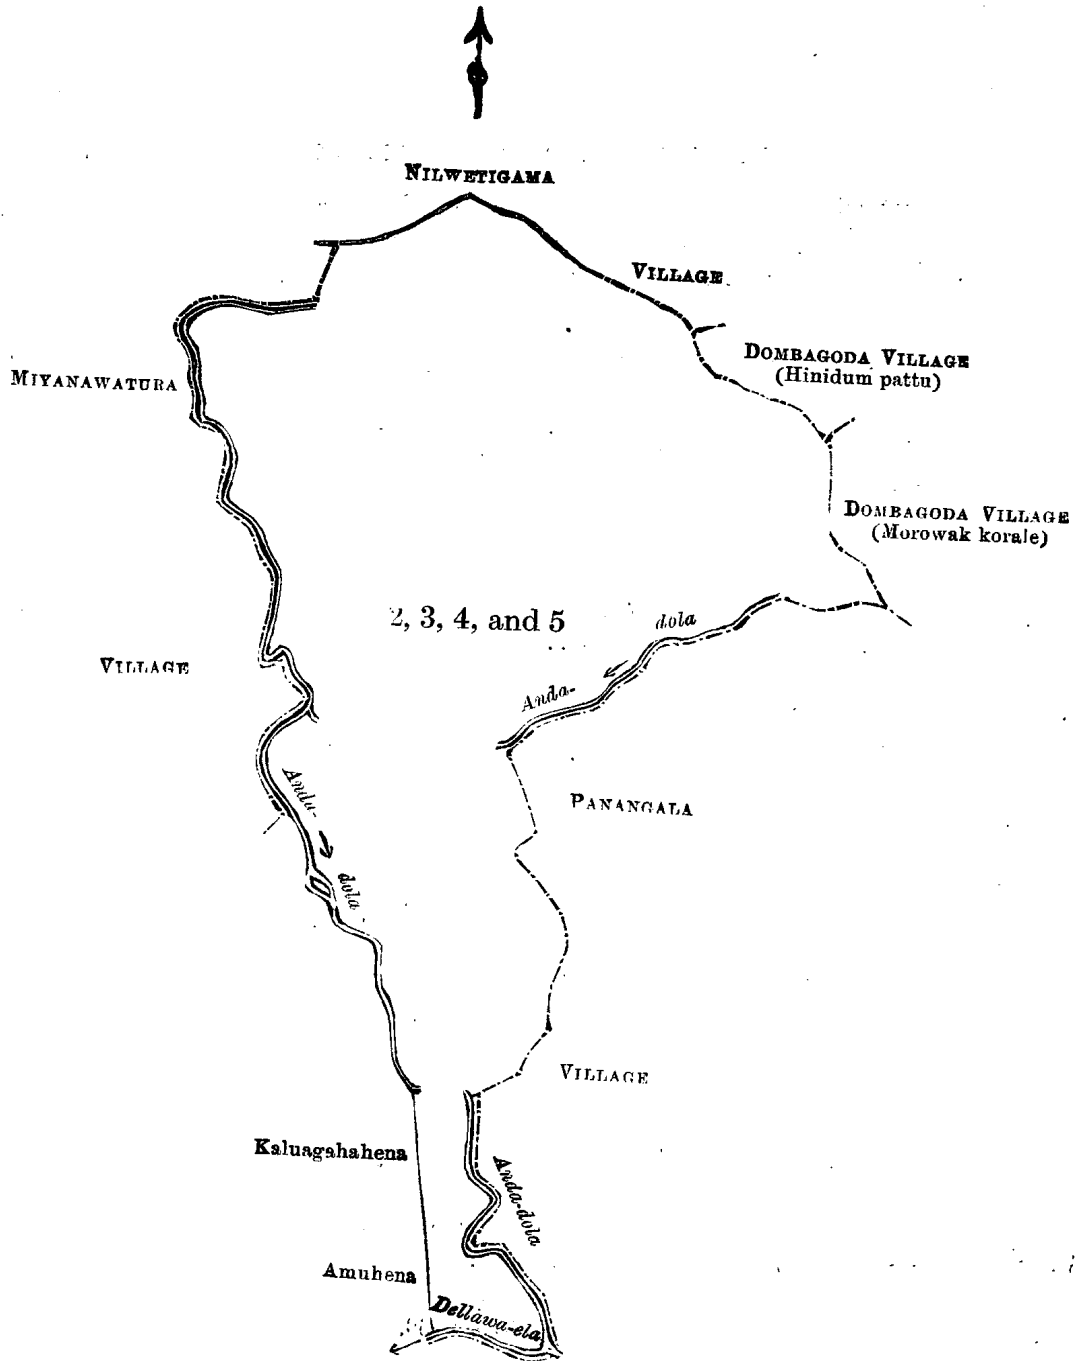 NILWETIGAMA
VILLAGE
DOMBAGODA VILLAGE
(Hinidum pattu)
MIYANAWATURA
DOMBAGODA VILLAGE
(Morowak korale)
2, 3, 4, and 5
dola
VILLAGE
Anda-
Anda-
PANANGALA
dola
VILLAGE
Kaluagahahena
Anda-dola
Amuhena
Dellawa-ela